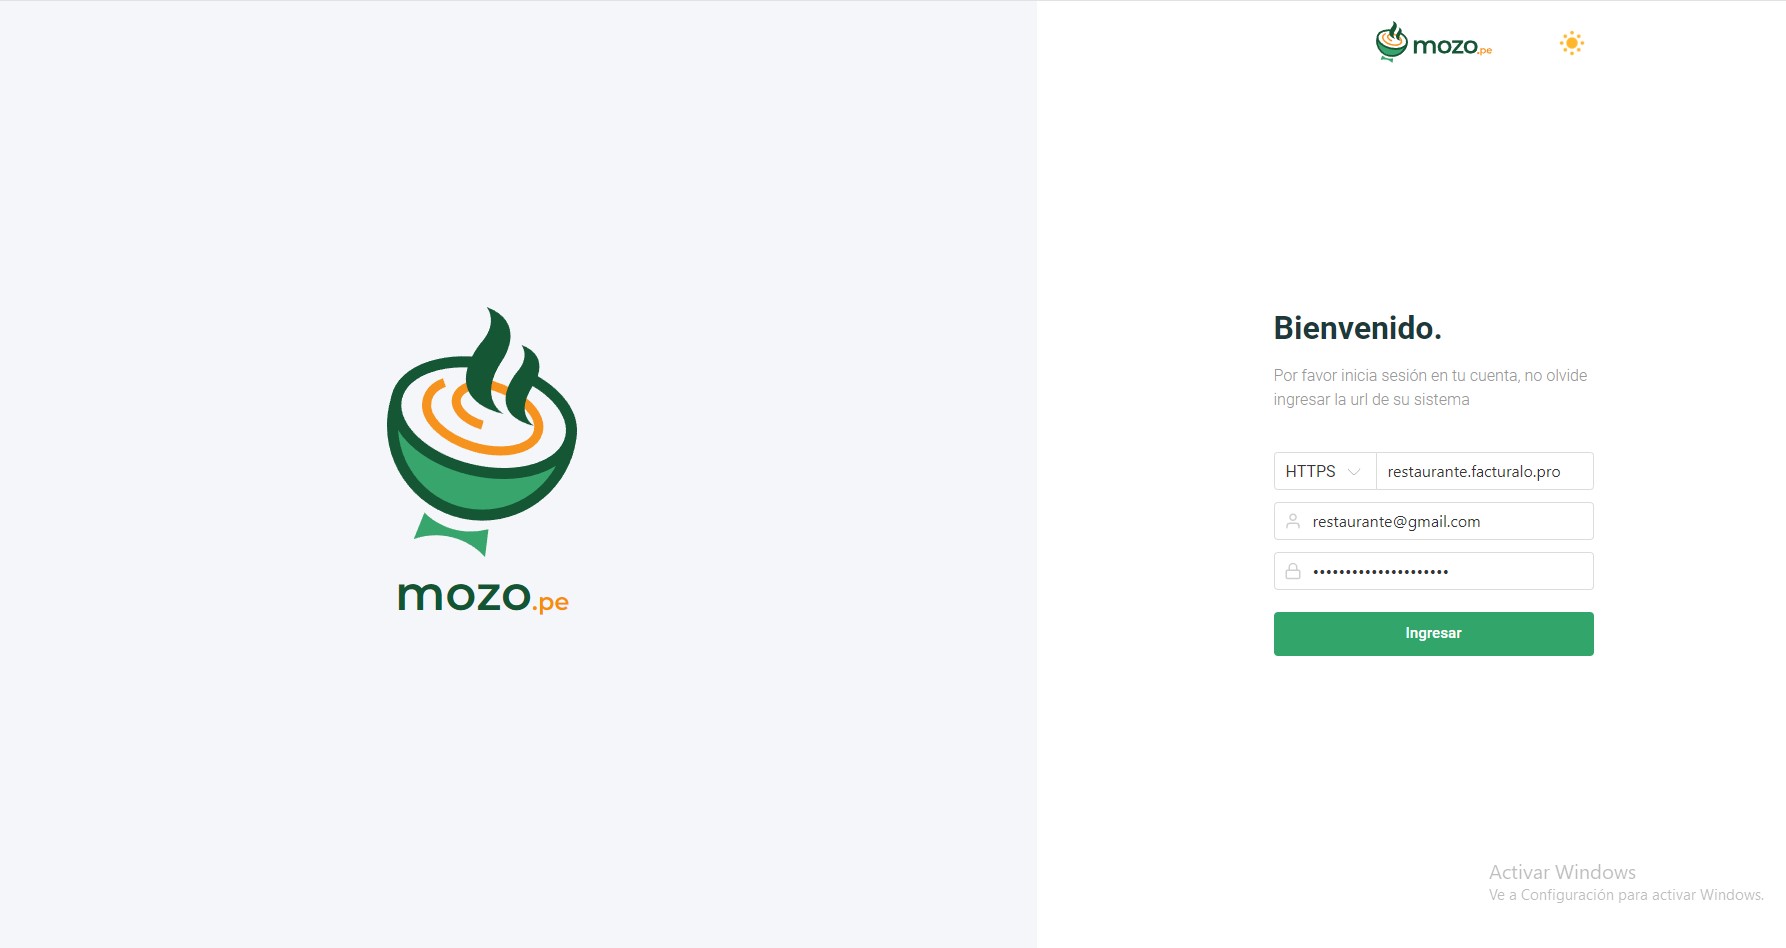 mozo.pe
mozo.pe
Bienvenido.
Por favor inicia sesión en tu cuenta, no olvide
ingresar la url de su sistema
HTTPS restaurante.facturalo.pro
restaurante@gmail.com
•••••••••••••••••••••
Ingresar
Activar Windows
Ve a Configuración para activar Windows.